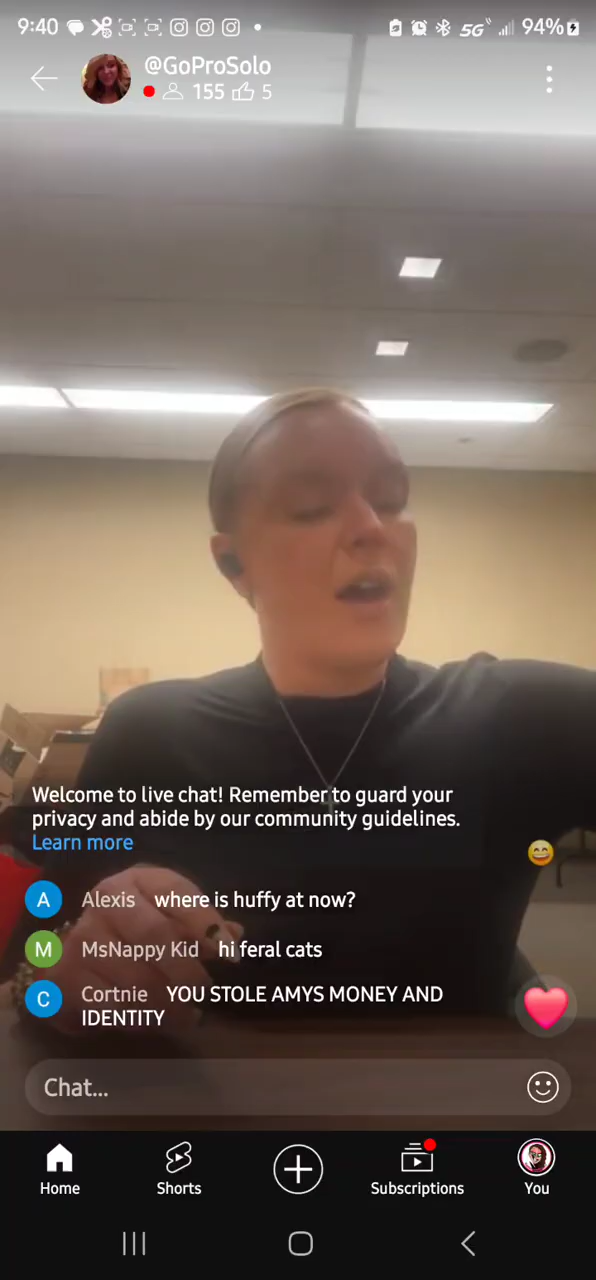 9:40
5G 94%
@GoProSolo
155 5
Welcome to live chat! Remember to guard your
privacy and abide by our community guidelines.
Learn more
A Alexis where is huffy at now?
M MsNappy Kid hi feral cats
C Cortnie YOU STOLE AMYS MONEY AND
IDENTITY
Chat...
Home Shorts Subscriptions You